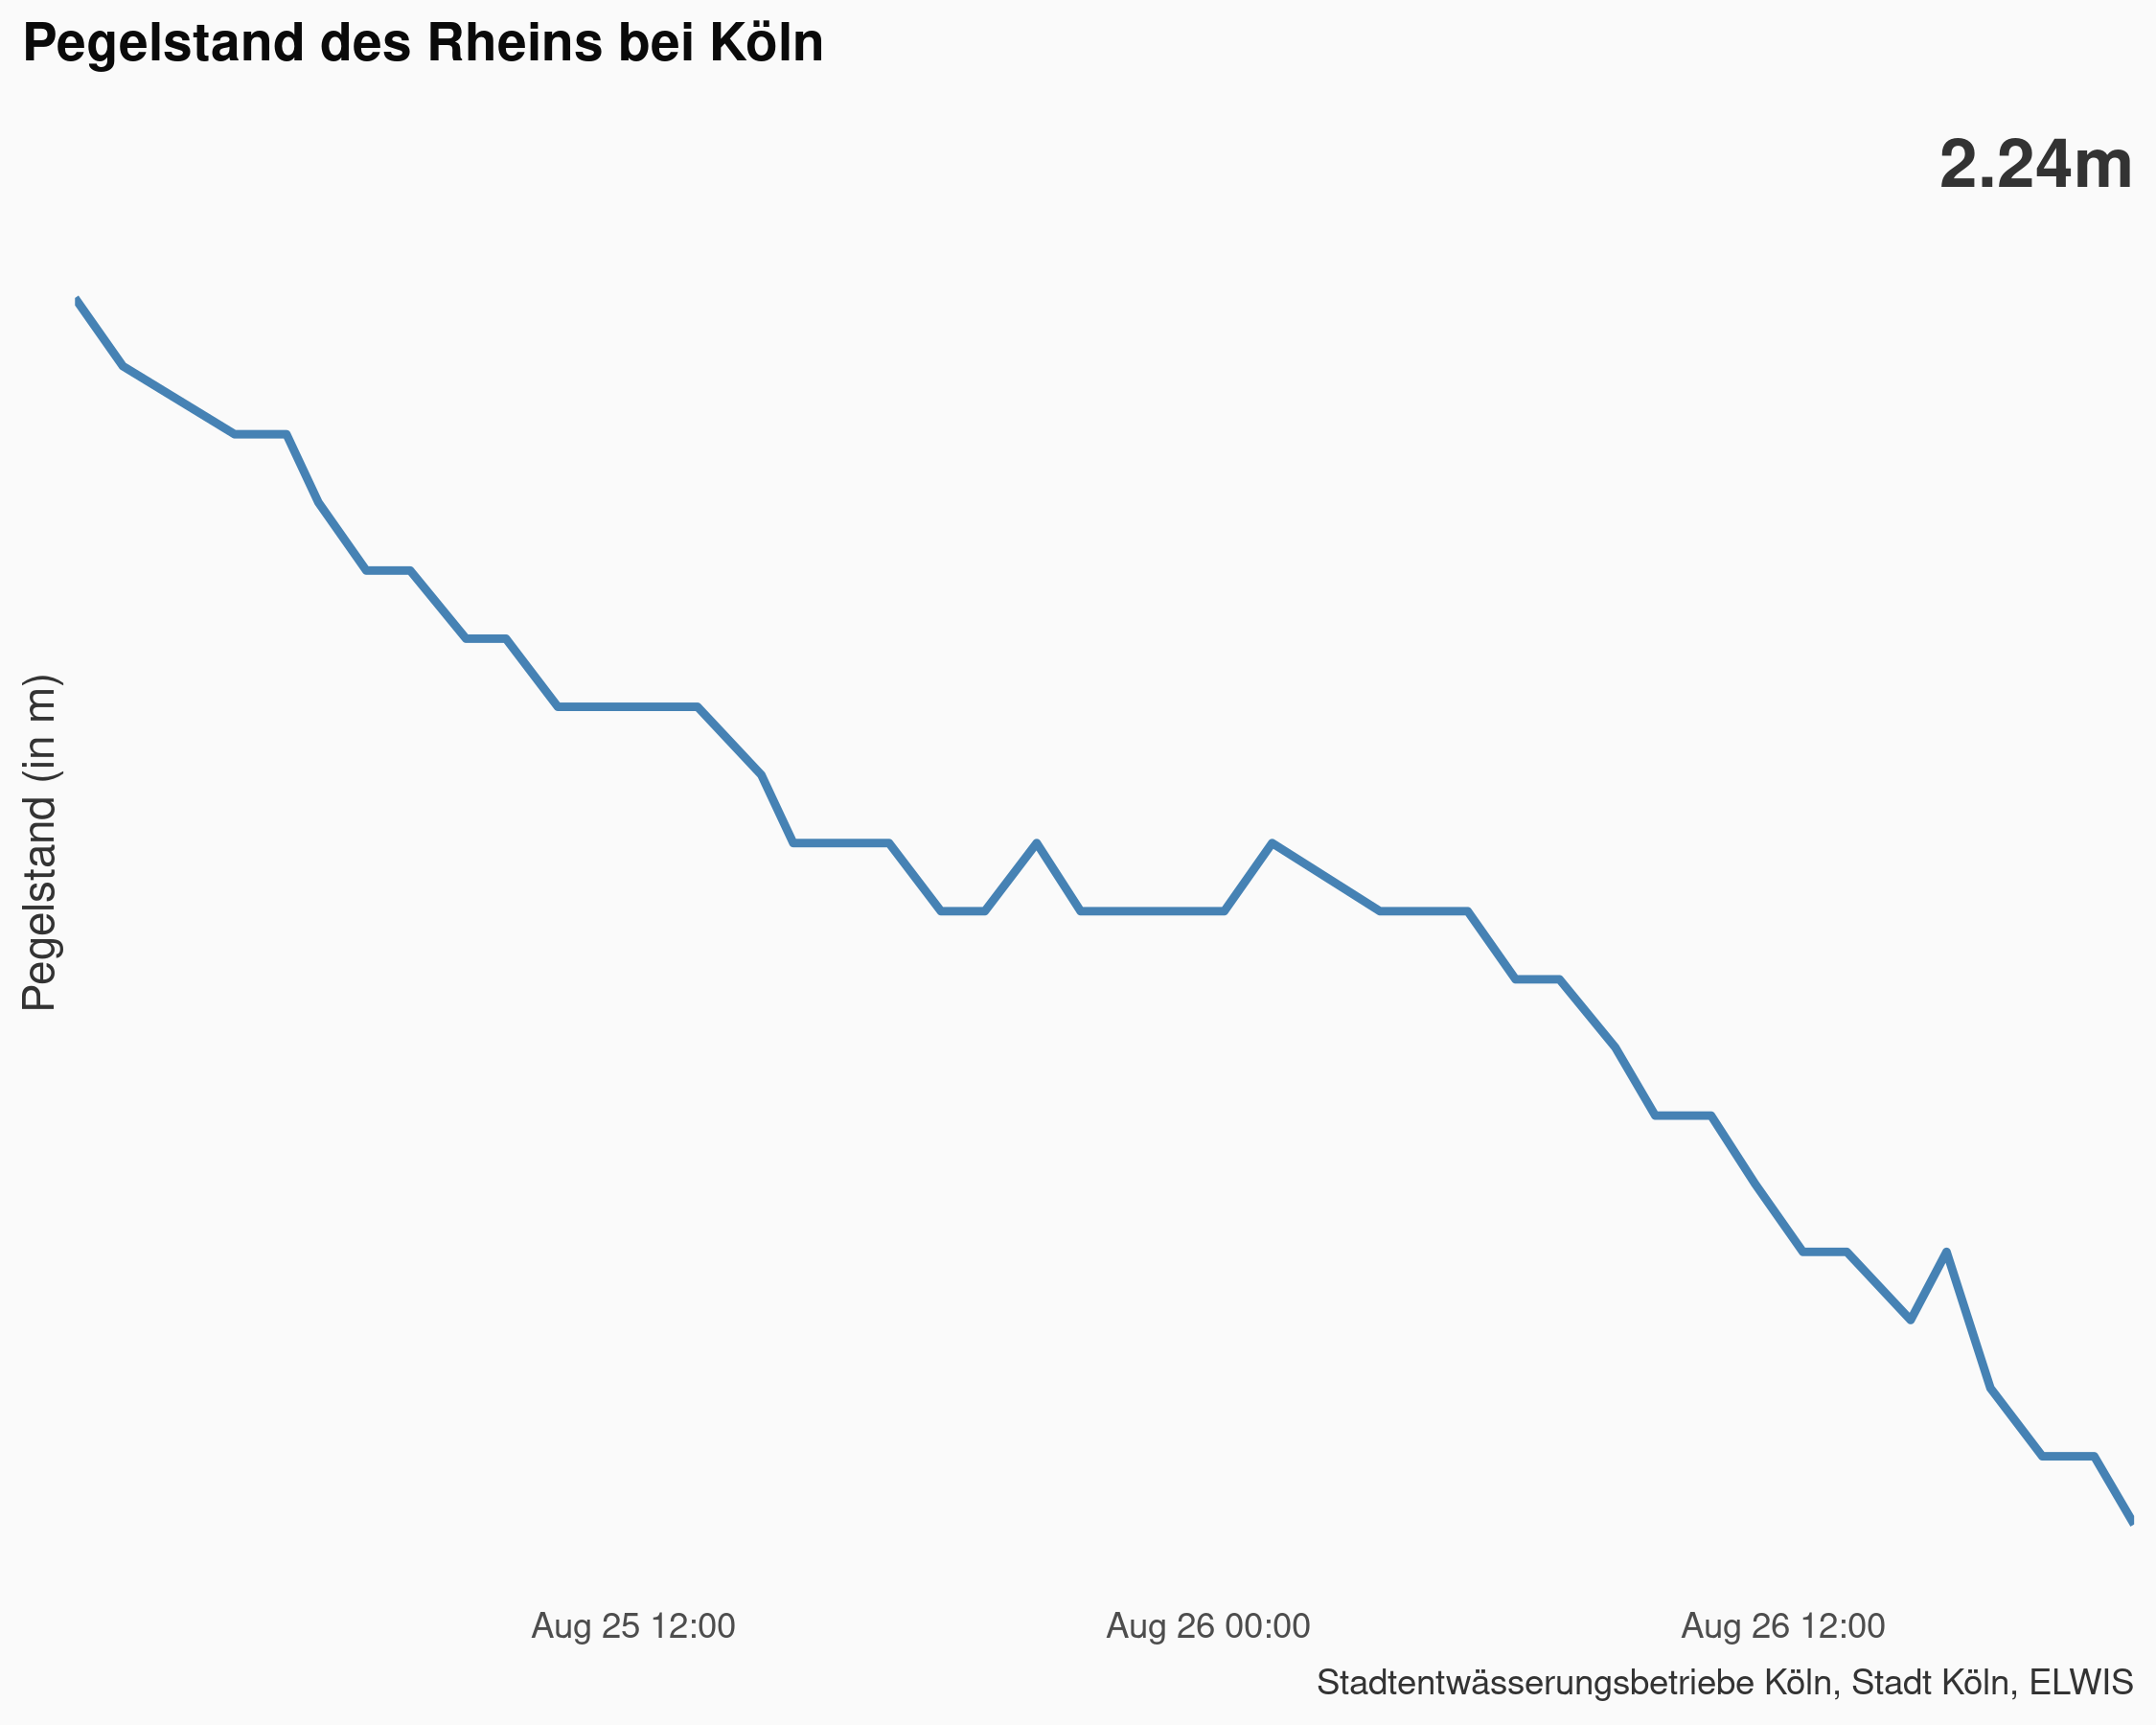 Pegelstand des Rheins bei Köln
2.24m
Pegelstand (in m)
Aug 25 12:00
Aug 26 00:00
Aug 26 12:00
Stadtentwässerungsbetriebe Köln, Stadt Köln, ELWIS